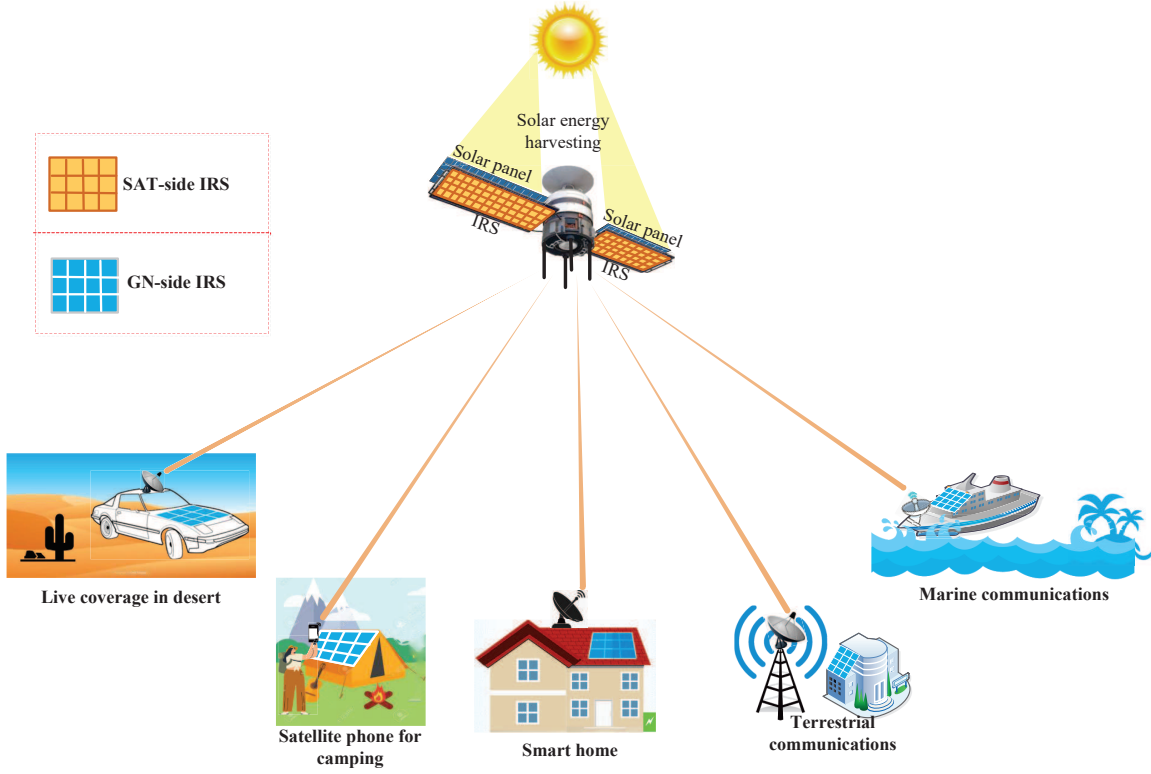 Solar energy
harvesting
Solar panel
IRS
Solar panel
IRS
SAT-side IRS
GN-side IRS
Live coverage in desert
Satellite phone for
camping
Smart home
Terrestrial
communications
Marine communications